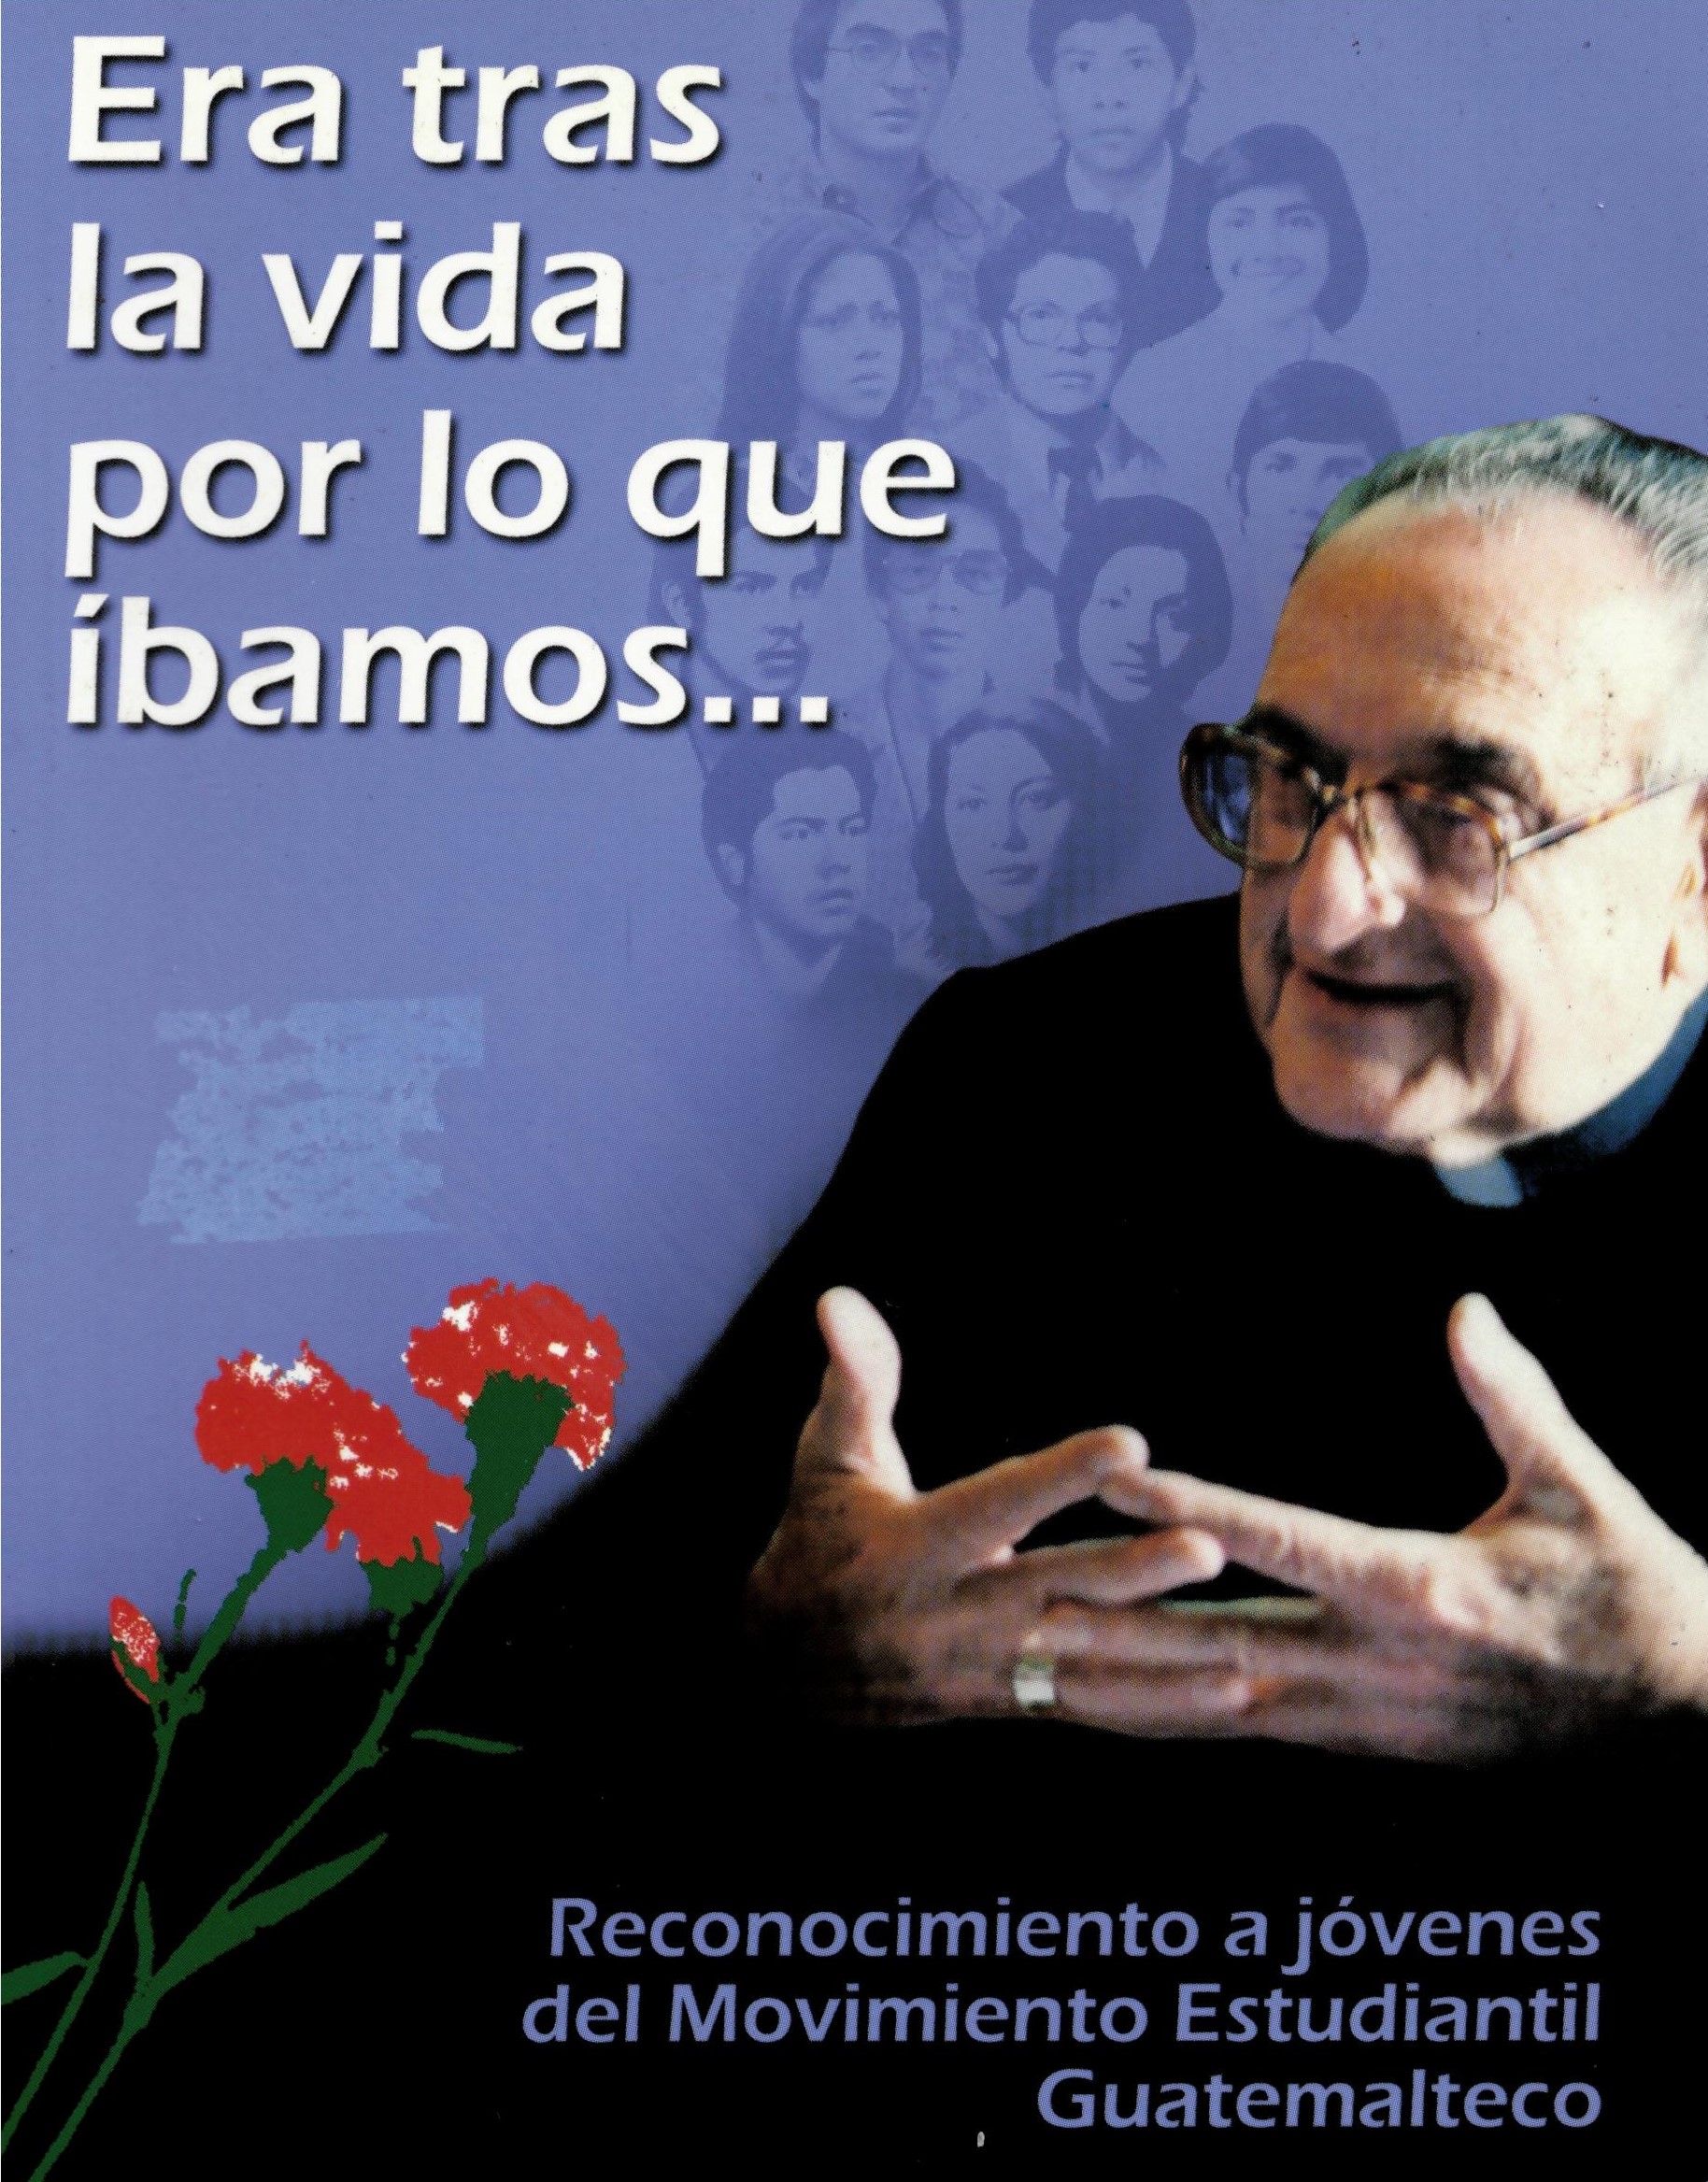 Era tras
la vida
por lo que
íbamos...
Reconocimiento a jóvenes
del Movimiento Estudiantil
Guatemalteco